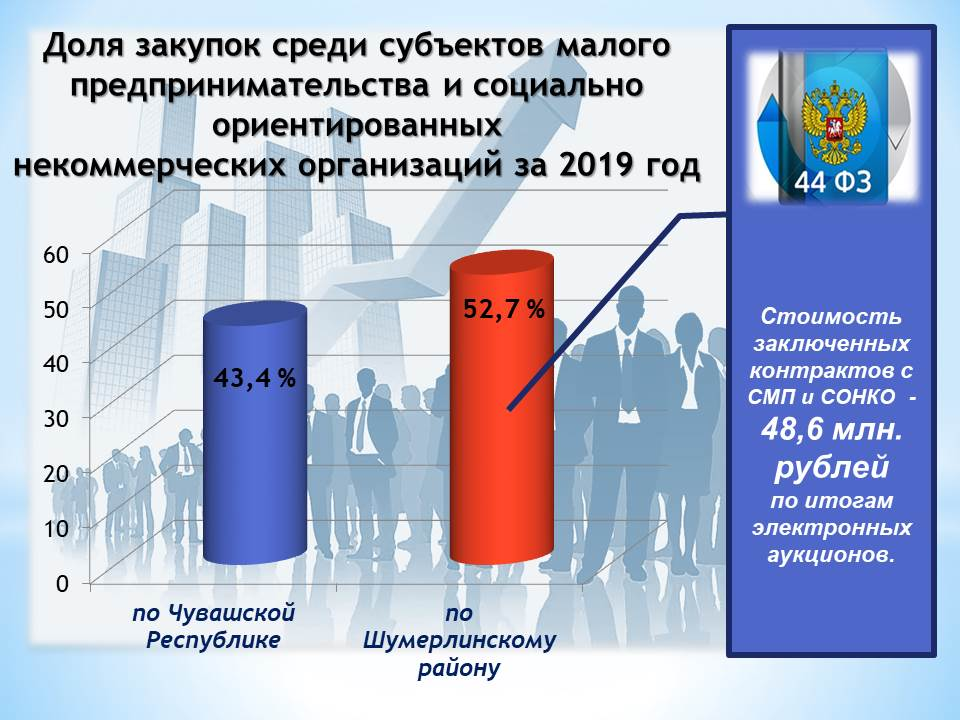 Доля закупок среди субъектов малого
предпринимательства и социально
ориентированных
некоммерческих организаций за 2019 год
60
50
40
30
20
10
0
43,4 %
52,7 %
по Чувашской
Республике
по
Шумерлинскому
району
44 ФЗ
Стоимость
заключенных
контрактов с
СМП и СОНКО -
48,6 млн.
рублей
по итогам
электронных
аукционов.